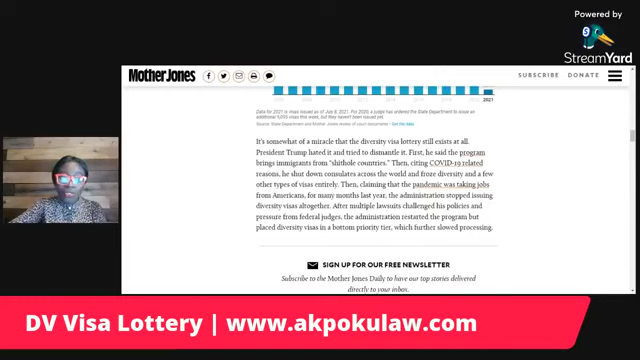 Powered by
StreamYard
Mother Jones
SUBSCRIBE DONATE
2021
Data for 2021 is visas issued as of July 8, 2021. For 2020, a judge has ordered the State Department to issue an
additional 9,095 visas this week, but they haven't been issued yet.
Source: State Department and Mother Jones review of court documents · Get the data
It's somewhat of a miracle that the diversity visa lottery still exists at all.
President Trump hated it and tried to dismantle it. First, he said the program
brings immigrants from "shithole countries." Then, citing COVID-19 related
reasons, he shut down consulates across the world and froze diversity and a few
other types of visas entirely. Then, claiming that the pandemic was taking jobs
from Americans, for many months last year, the administration stopped issuing
diversity visas altogether. After multiple lawsuits challenged his policies and
pressure from federal judges, the administration restarted the program but
placed diversity visas in a bottom priority tier, which further slowed processing.
SIGN UP FOR OUR FREE NEWSLETTER
Subscribe to the Mother Jones Daily to have our top stories delivered
directly to your inbox.
DV Visa Lottery | www.akpokulaw.com